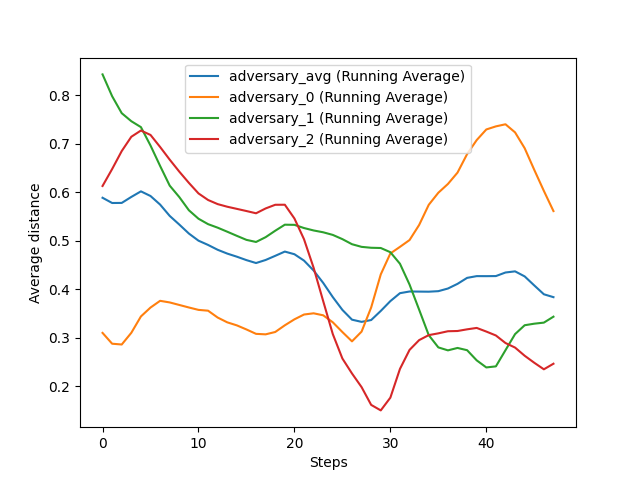 adversary_avg (Running Average)
adversary_0 (Running Average)
adversary_1 (Running Average)
adversary_2 (Running Average)
0.8
0.7
0.6
0.5
0.4
0.3
0.2
Average distance
0 10 20 30 40
Steps